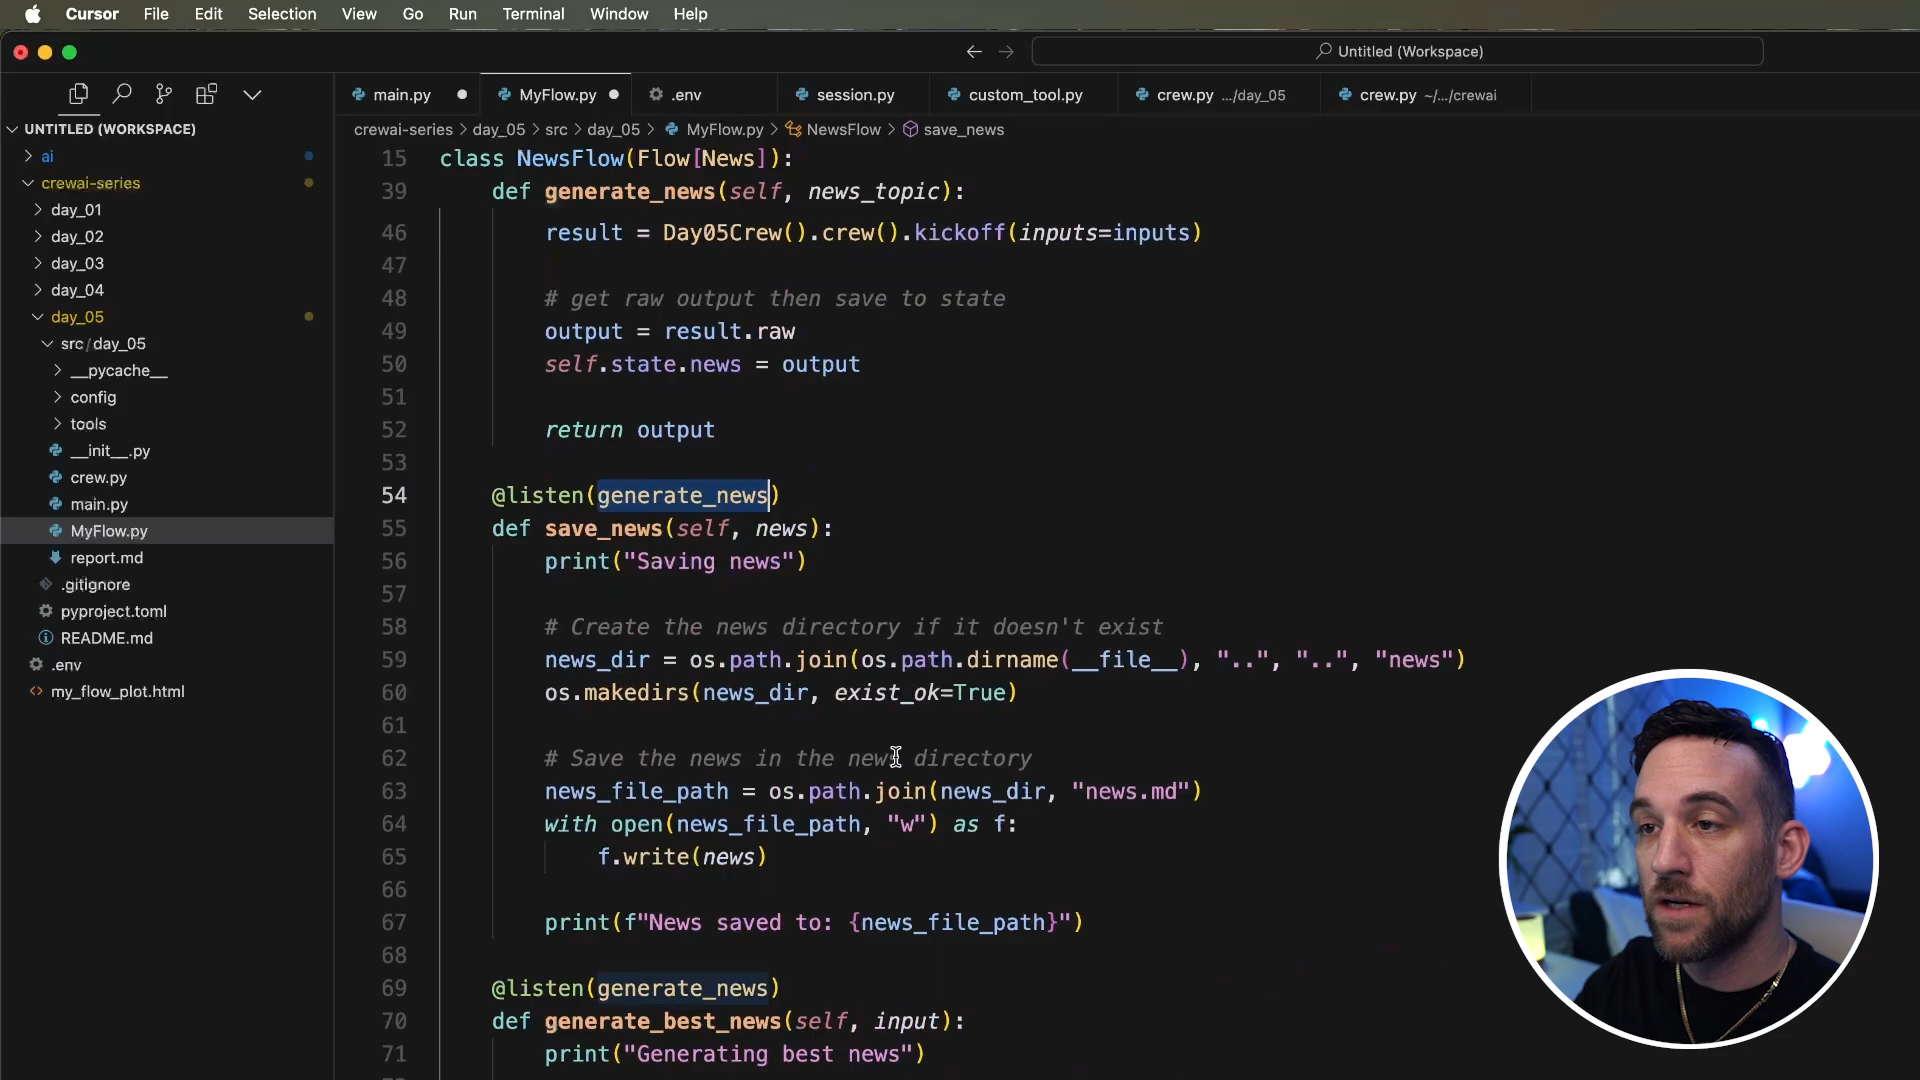 Cursor File Edit Selection View Go Run Terminal Window Help
Untitled (Workspace)
main.py MyFlow.py .env session.py custom_tool.py crew.py .../day_05 crew.py ~/.../crewai
UNTITLED (WORKSPACE)
ai
crewai-series
day_01
day_02
day_03
day_04
day_05
src/day_05
__pycache__
config
tools
__init__.py
crew.py
main.py
MyFlow.py
report.md
.gitignore
pyproject.toml
README.md
.env
my_flow_plot.html
crewai-series > day_05 > src > day_05 > MyFlow.py > NewsFlow > save_news
15 class NewsFlow(Flow[News]):
39 def generate_news(self, news_topic):
46 result = Day05Crew().crew().kickoff(inputs=inputs)
47
48 # get raw output then save to state
49 output = result.raw
50 self.state.news = output
51
52 return output
53
54 @listen(generate_news)
55 def save_news(self, news):
56 print("Saving news")
57
58 # Create the news directory if it doesn't exist
59 news_dir = os.path.join(os.path.dirname(__file__), "..", "..", "news")
60 os.makedirs(news_dir, exist_ok=True)
61
62 # Save the news in the news directory
63 news_file_path = os.path.join(news_dir, "news.md")
64 with open(news_file_path, "w") as f:
65 f.write(news)
66
67 print(f"News saved to: {news_file_path}")
68
69 @listen(generate_news)
70 def generate_best_news(self, input):
71 print("Generating best news")